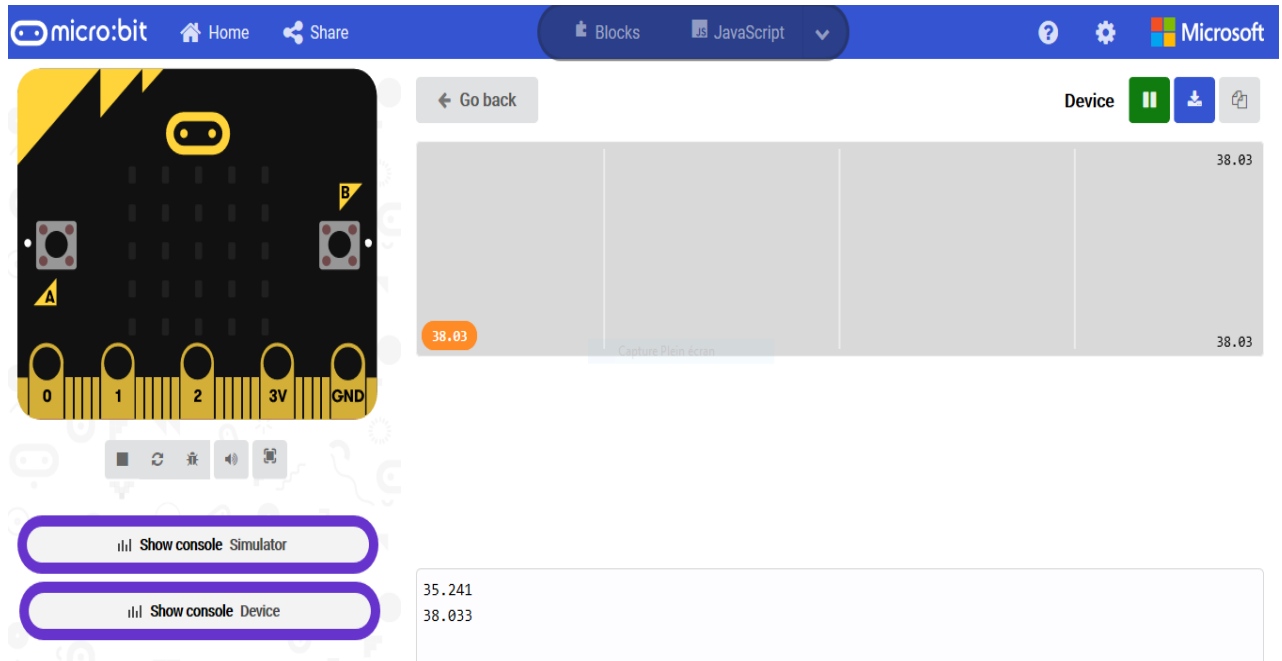 micro:bit Home Share Blocks JavaScript Microsoft
Go back
Device
38.03
B
A
38.03
38.03
Capture Plein écran
0 1 2 3V GND
Show console Simulator
Show console Device
35.241
38.033